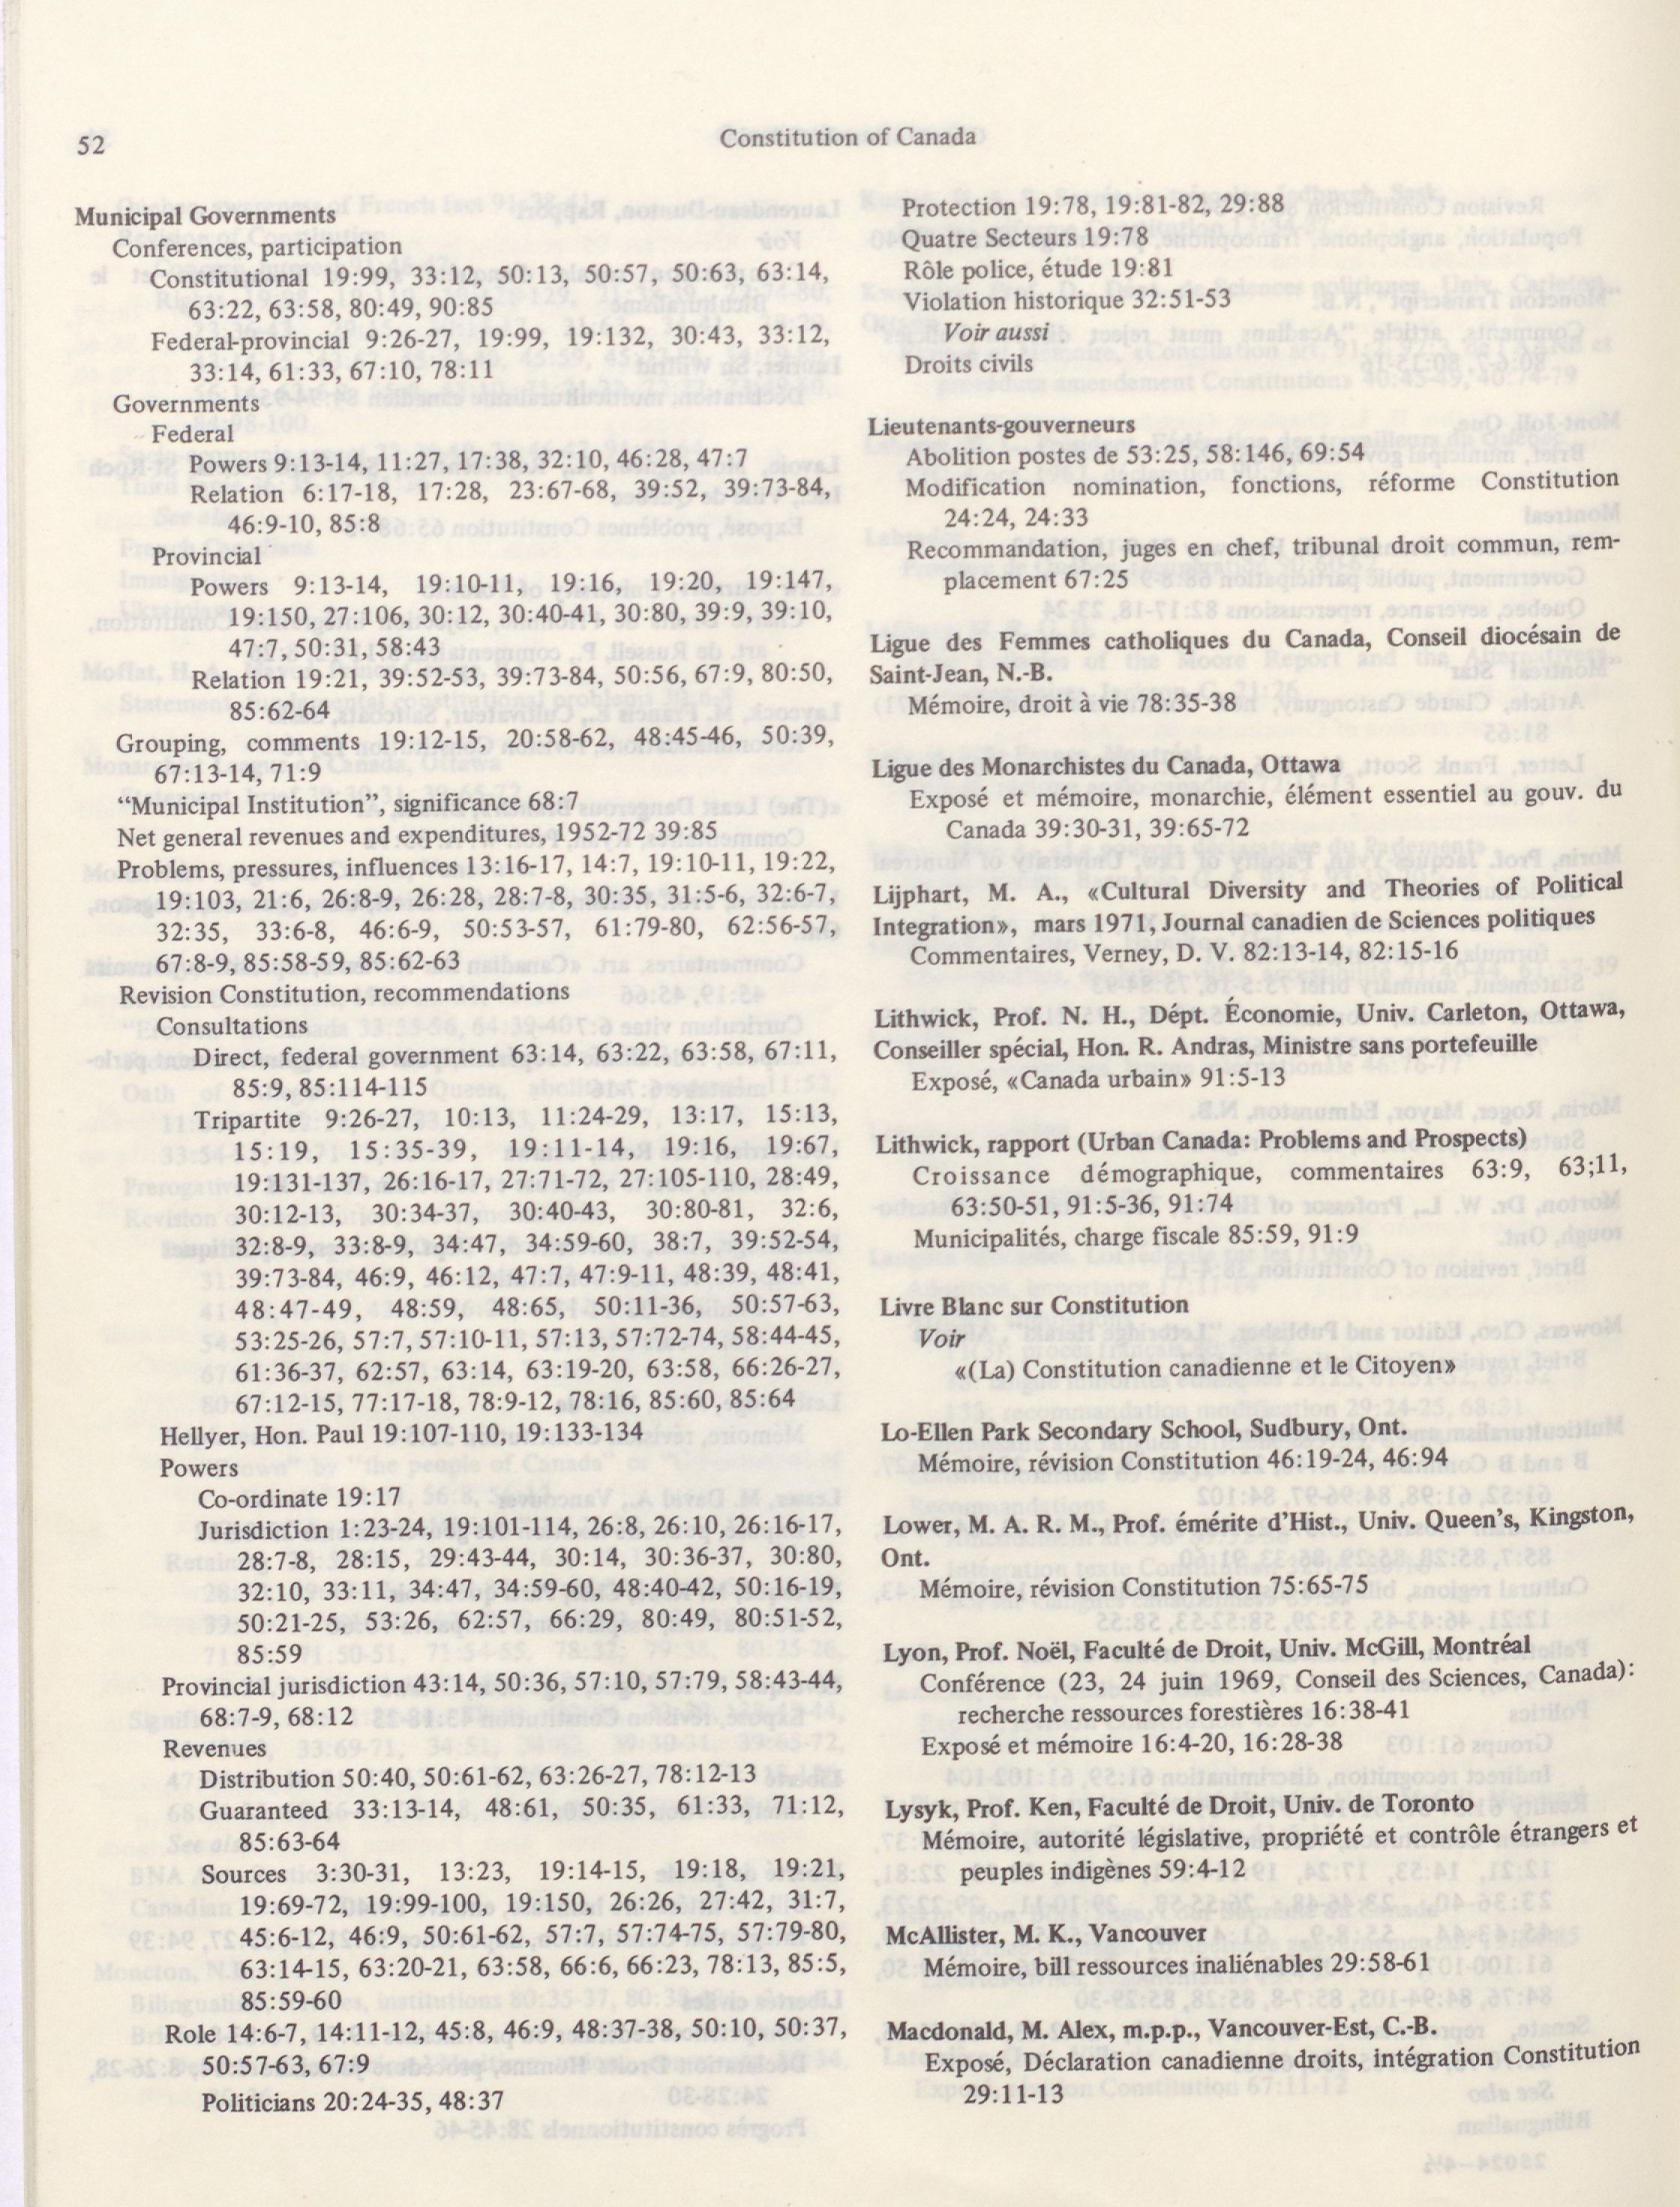 52
Constitution of Canada
Municipal Governments
Conferences, participation
Constitutional 19:99, 33:12, 50:13, 50:57, 50:63, 63:14,
63:22, 63:58, 80:49, 90:85
Federal-provincial 9:26-27, 19:99, 19:132, 30:43, 33:12,
33:14, 61:33, 67:10, 78:11
Governments
Federal
Powers 9:13-14, 11:27, 17:38, 32:10, 46:28, 47:7
Relation 6:17-18, 17:28, 23:67-68, 39:52, 39:73-84,
46:9-10, 85:8
Provincial
Powers 9:13-14, 19:10-11, 19:16, 19:20, 19:147,
19:150, 27:106, 30:12, 30:40-41, 30:80, 39:9, 39:10,
47:7, 50:31, 58:43
Relation 19:21, 39:52-53, 39:73-84, 50:56, 67:9, 80:50,
85:62-64
Grouping, comments 19:12-15, 20:58-62, 48:45-46, 50:39,
67:13-14, 71:9
“Municipal Institution”, significance 68:7
Net general revenues and expenditures, 1952-72 39:85
Problems, pressures, influences 13:16-17, 14:7, 19:10-11, 19:22,
19:103, 21:6, 26:8-9, 26:28, 28:7-8, 30:35, 31:5-6, 32:6-7,
32:35, 33:6-8, 46:6-9, 50:53-57, 61:79-80, 62:56-57,
67:8-9, 85:58-59, 85:62-63
Revision Constitution, recommendations
Consultations
Direct, federal government 63:14, 63:22, 63:58, 67:11,
85:9, 85:114-115
Tripartite 9:26-27, 10:13, 11:24-29, 13:17, 15:13,
15:19, 15:35-39, 19:11-14, 19:16, 19:67,
19:131-137, 26:16-17, 27:71-72, 27:105-110, 28:49,
30:12-13, 30:34-37, 30:40-43, 30:80-81, 32:6,
32:8-9, 33:8-9, 34:47, 34:59-60, 38:7, 39:52-54,
39:73-84, 46:9, 46:12, 47:7, 47:9-11, 48:39, 48:41,
48:47-49, 48:59, 48:65, 50:11-36, 50:57-63,
53:25-26, 57:7, 57:10-11, 57:13, 57:72-74, 58:44-45,
61:36-37, 62:57, 63:14, 63:19-20, 63:58, 66:26-27,
67:12-15, 77:17-18, 78:9-12, 78:16, 85:60, 85:64
Hellyer, Hon. Paul 19:107-110, 19:133-134
Powers
Co-ordinate 19:17
Jurisdiction 1:23-24, 19:101-114, 26:8, 26:10, 26:16-17,
28:7-8, 28:15, 29:43-44, 30:14, 30:36-37, 30:80,
32:10, 33:11, 34:47, 34:59-60, 48:40-42, 50:16-19,
50:21-25, 53:26, 62:57, 66:29, 80:49, 80:51-52,
85:59
Provincial jurisdiction 43:14, 50:36, 57:10, 57:79, 58:43-44,
68:7-9, 68:12
Revenues
Distribution 50:40, 50:61-62, 63:26-27, 78:12-13
Guaranteed 33:13-14, 48:61, 50:35, 61:33, 71:12,
85:63-64
Sources 3:30-31, 13:23, 19:14-15, 19:18, 19:21,
19:69-72, 19:99-100, 19:150, 26:26, 27:42, 31:7,
45:6-12, 46:9, 50:61-62, 57:7, 57:74-75, 57:79-80,
63:14-15, 63:20-21, 63:58, 66:6, 66:23, 78:13, 85:5,
85:59-60
Role 14:6-7, 14:11-12, 45:8, 46:9, 48:37-38, 50:10, 50:37,
50:57-63, 67:9
Politicians 20:24-35, 48:37
Protection 19:78, 19:81-82, 29:88
Quatre Secteurs 19:78
Rôle police, étude 19:81
Violation historique 32:51-53
Voir aussi
Droits civils
Lieutenants-gouverneurs
Abolition postes de 53:25, 58:146, 69:54
Modification nomination, fonctions, réforme Constitution
24:24, 24:33
Recommandation, juges en chef, tribunal droit commun, rem-
placement 67:25
Ligue des Femmes catholiques du Canada, Conseil diocésain de
Saint-Jean, N.-B.
Mémoire, droit à vie 78:35-38
Ligue des Monarchistes du Canada, Ottawa
Exposé et mémoire, monarchie, élément essentiel au gouv. du
Canada 39:30-31, 39:65-72
Lijphart, M. A., «Cultural Diversity and Theories of Political
Integration», mars 1971, Journal canadien de Sciences politiques
Commentaires, Verney, D. V. 82:13-14, 82:15-16
Lithwick, Prof. N. H., Dépt. Économie, Univ. Carleton, Ottawa,
Conseiller spécial, Hon. R. Andras, Ministre sans portefeuille
Exposé, «Canada urbain» 91:5-13
Lithwick, rapport (Urban Canada: Problems and Prospects)
Croissance démographique, commentaires 63:9, 63;11,
63:50-51, 91:5-36, 91:74
Municipalités, charge fiscale 85:59, 91:9
Livre Blanc sur Constitution
Voir
«(La) Constitution canadienne et le Citoyen»
Lo-Ellen Park Secondary School, Sudbury, Ont.
Mémoire, révision Constitution 46:19-24, 46:94
Lower, M. A. R. M., Prof. émérite d’Hist., Univ. Queen’s, Kingston,
Ont.
Mémoire, révision Constitution 75:65-75
Lyon, Prof. Noël, Faculté de Droit, Univ. McGill, Montréal
Conférence (23, 24 juin 1969, Conseil des Sciences, Canada):
recherche ressources forestières 16:38-41
Exposé et mémoire 16:4-20, 16:28-38
Lysyk, Prof. Ken, Faculté de Droit, Univ. de Toronto
Mémoire, autorité législative, propriété et contrôle étrangers et
peuples indigènes 59:4-12
McAllister, M. K., Vancouver
Mémoire, bill ressources inaliénables 29:58-61
Macdonald, M. Alex, m.p.p., Vancouver-Est, C.-B.
Exposé, Déclaration canadienne droits, intégration Constitution
29:11-13